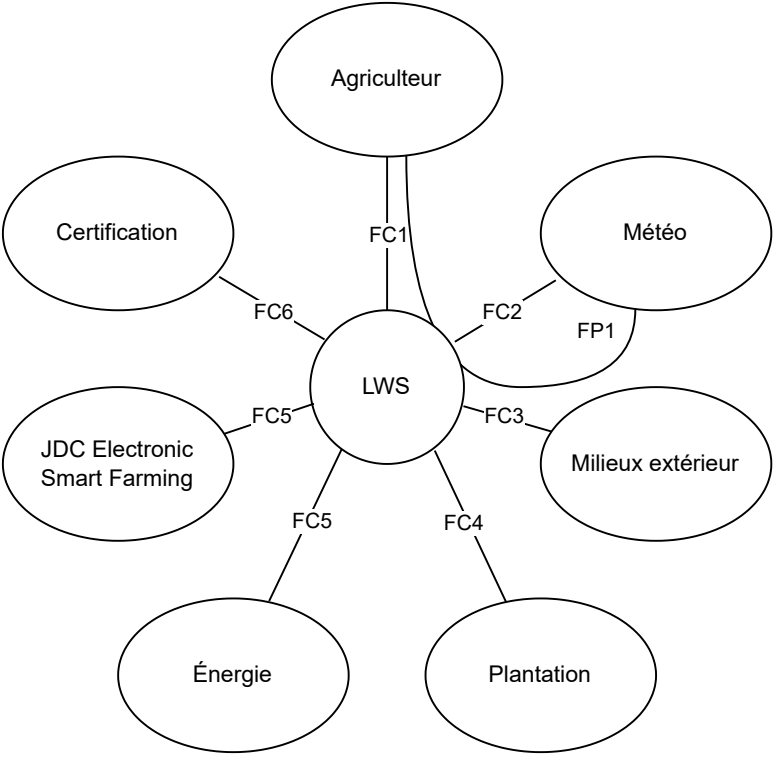 Agriculteur
Certification
Météo
FC1
FC6
FC2
FP1
LWS
JDC Electronic
Smart Farming
FC5
FC3
Milieux extérieur
FC5
FC4
Énergie
Plantation